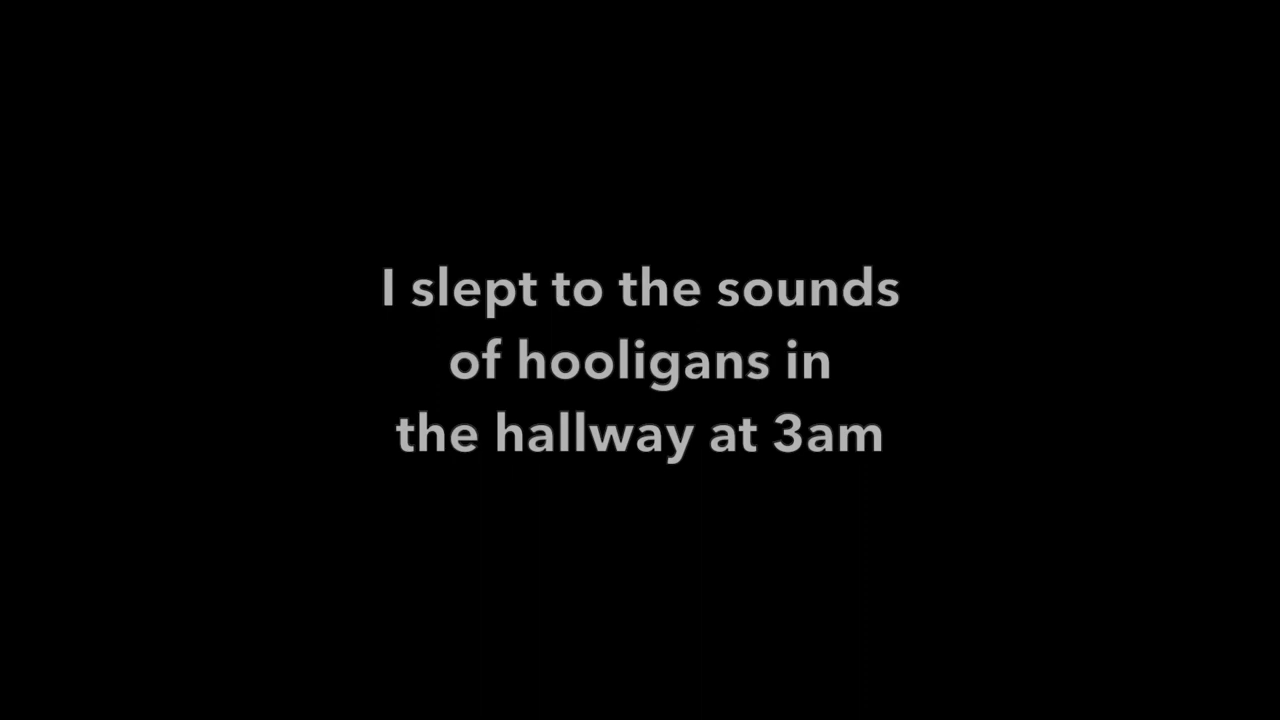 I slept to the sounds
of hooligans in
the hallway at 3am